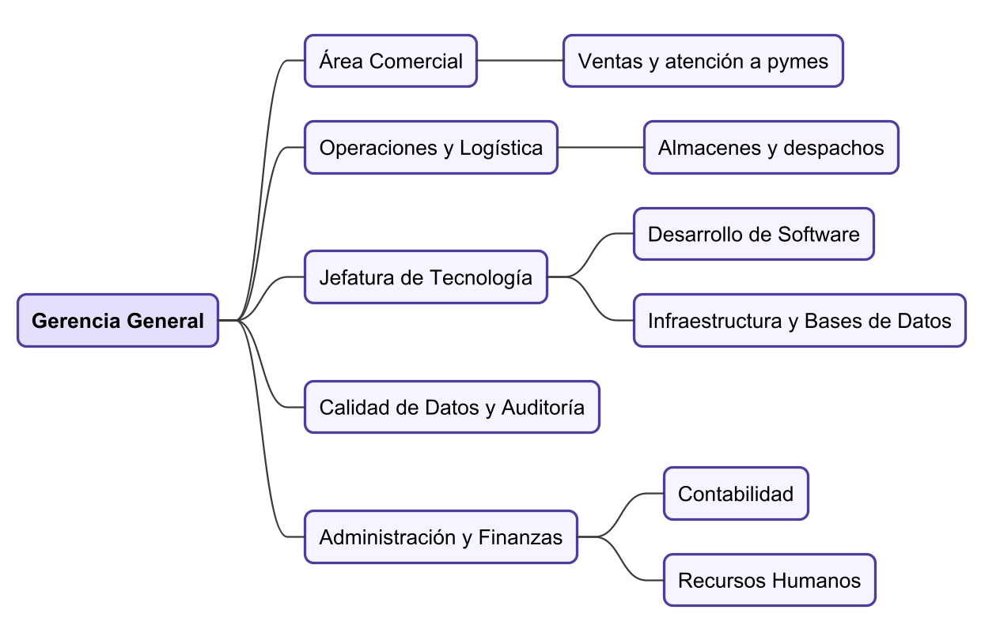 Área Comercial
Ventas y atención a pymes
Operaciones y Logística
Almacenes y despachos
Desarrollo de Software
Jefatura de Tecnología
Gerencia General
Infraestructura y Bases de Datos
Calidad de Datos y Auditoría
Contabilidad
Administración y Finanzas
Recursos Humanos